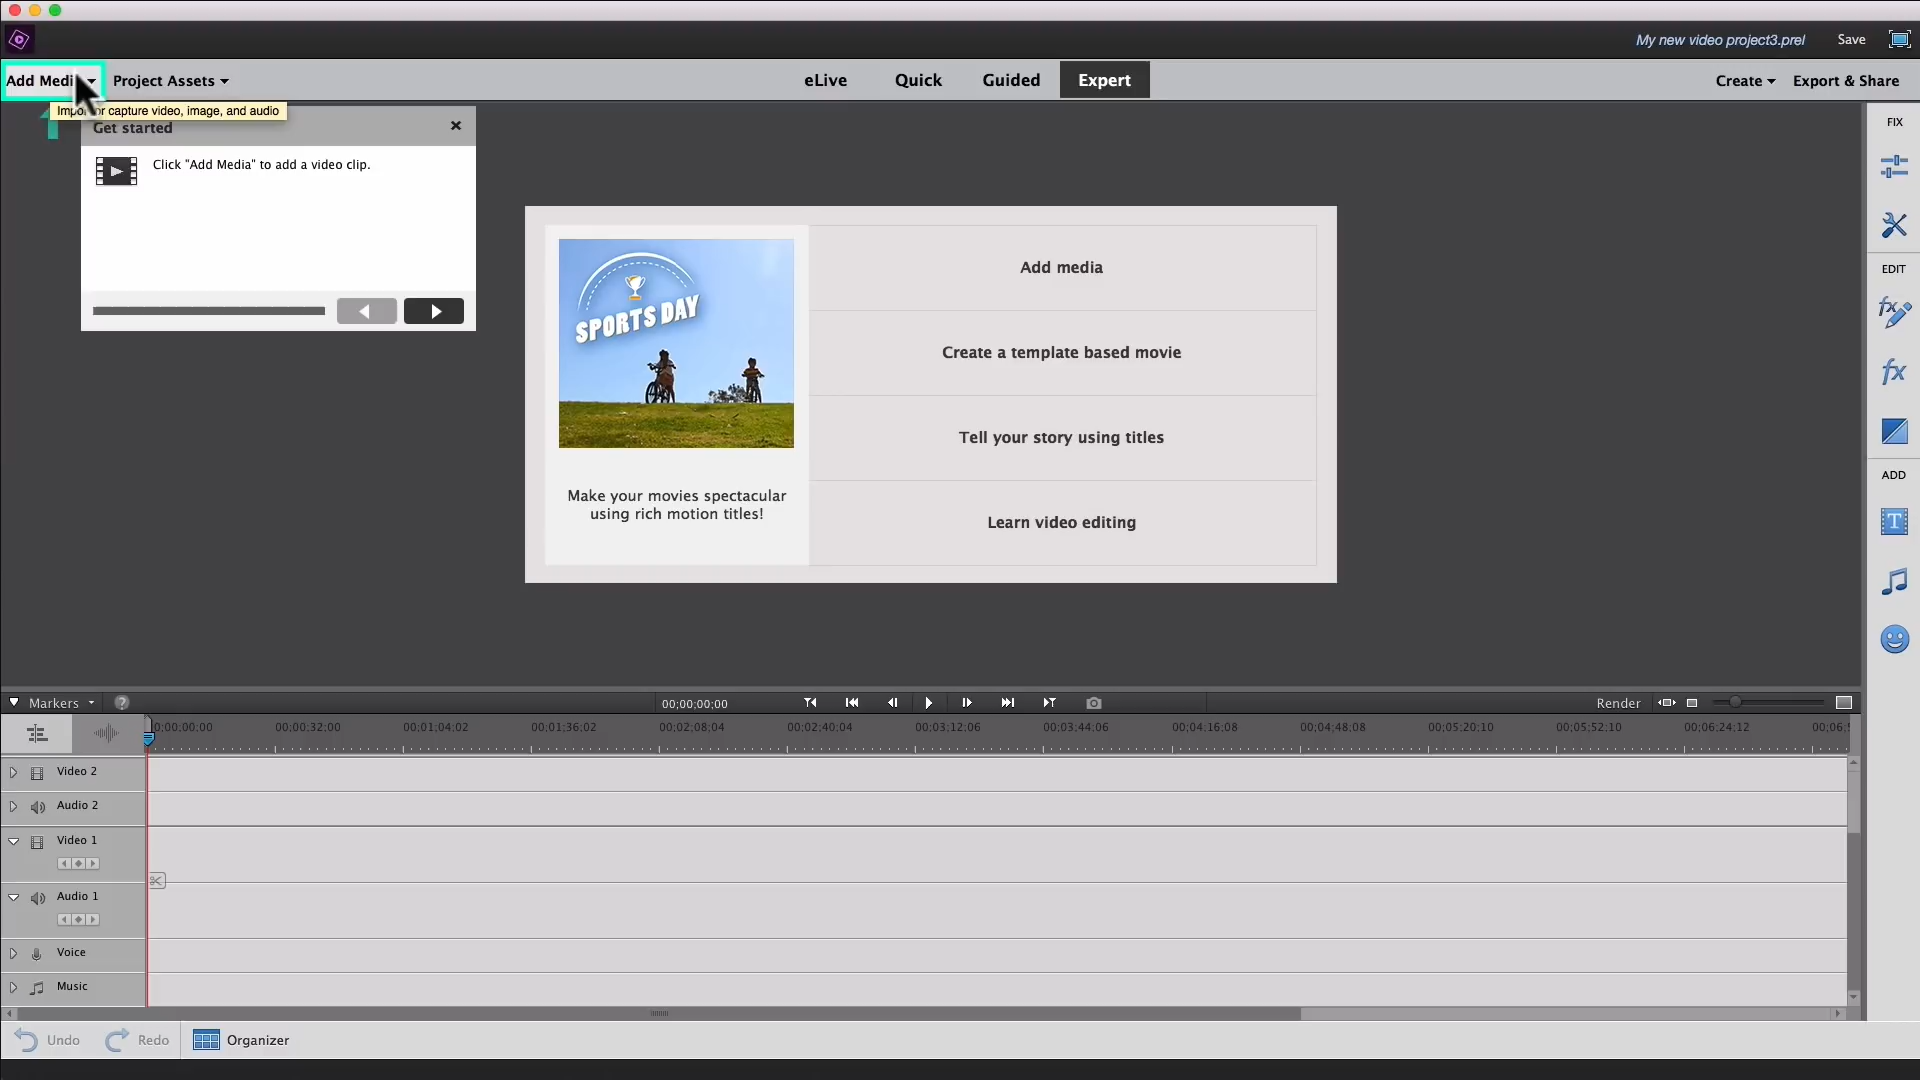 My new video project3.prel
Save
Add Medi
Project Assets
eLive
Quick
Guided
Expert
Create
Export & Share
capture video, image, and audio
Get started
Click "Add Media" to add a video clip.
SPORTS DAY
Make your movies spectacular
using rich motion titles!
Add media
Create a template based movie
Tell your story using titles
Learn video editing
FIX
EDIT
ADD
T
Markers
?
00;00;00;00
Render
0:00;00;00
00;00;32;00
00;01;04;02
00;01;36;02
00;02;08;04
00;02;40;04
00;03;12;06
00;03;44;06
00;04;16;08
00;04;48;08
00;05;20;10
00;05;52;10
00;06;24;12
00;06;
Video 2
Audio 2
Video 1
Audio 1
Voice
Music
Undo
Redo
Organizer